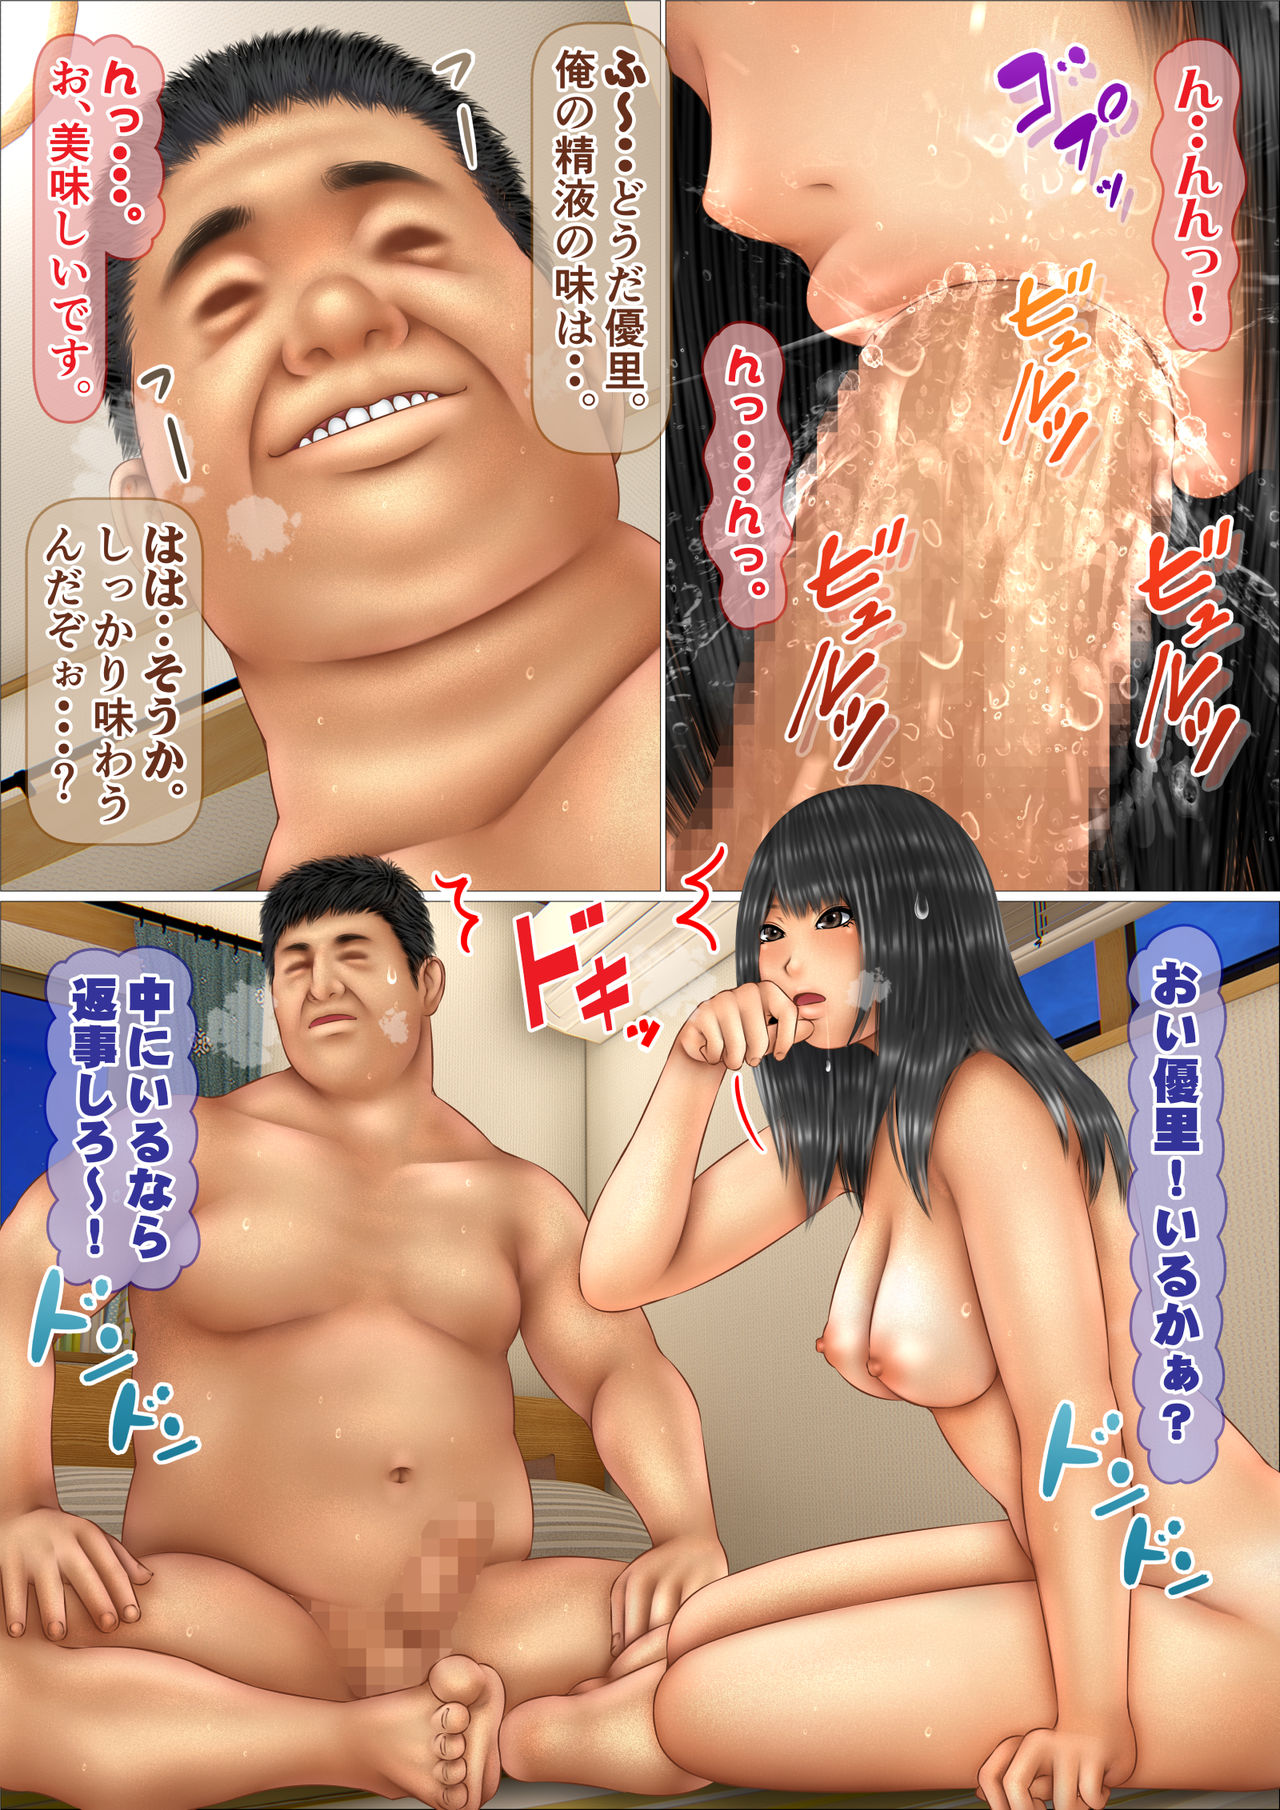 ん‥んんっ！
ゴプッ
ビュルッ
んっ‥‥んっ。
ビュルッ
ビュルッ
ふ～‥どうだ優里。
俺の精液の味は‥。
んっ‥‥。
お、美味しいです。
はは‥そうか。
しっかり味わう
んだぞぉ‥‥？
おい優里！いるかぁ？
ドンドン
ドキッ
中にいるなら
返事しろ～！
ドンドン